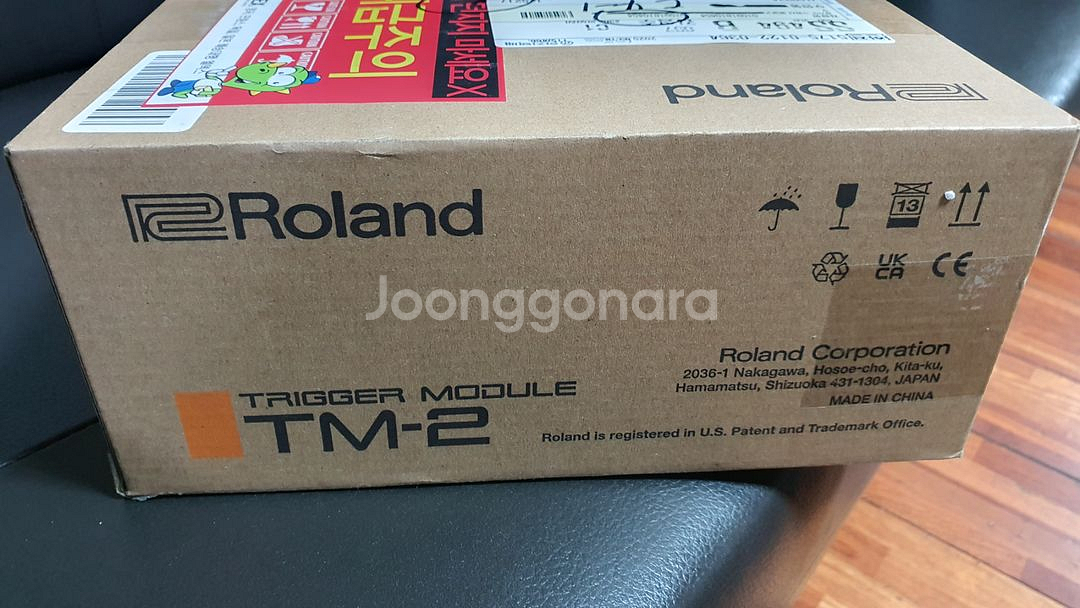 Roland
Roland
13
UK
CA
CE
Joonggonara
Roland Corporation
2036-1 Nakagawa, Hosoe-cho, Kita-ku,
Hamamatsu, Shizuoka 431-1304, JAPAN
MADE IN CHINA
TRIGGER MODULE
TM-2
Roland is registered in U.S. Patent and Trademark Office.